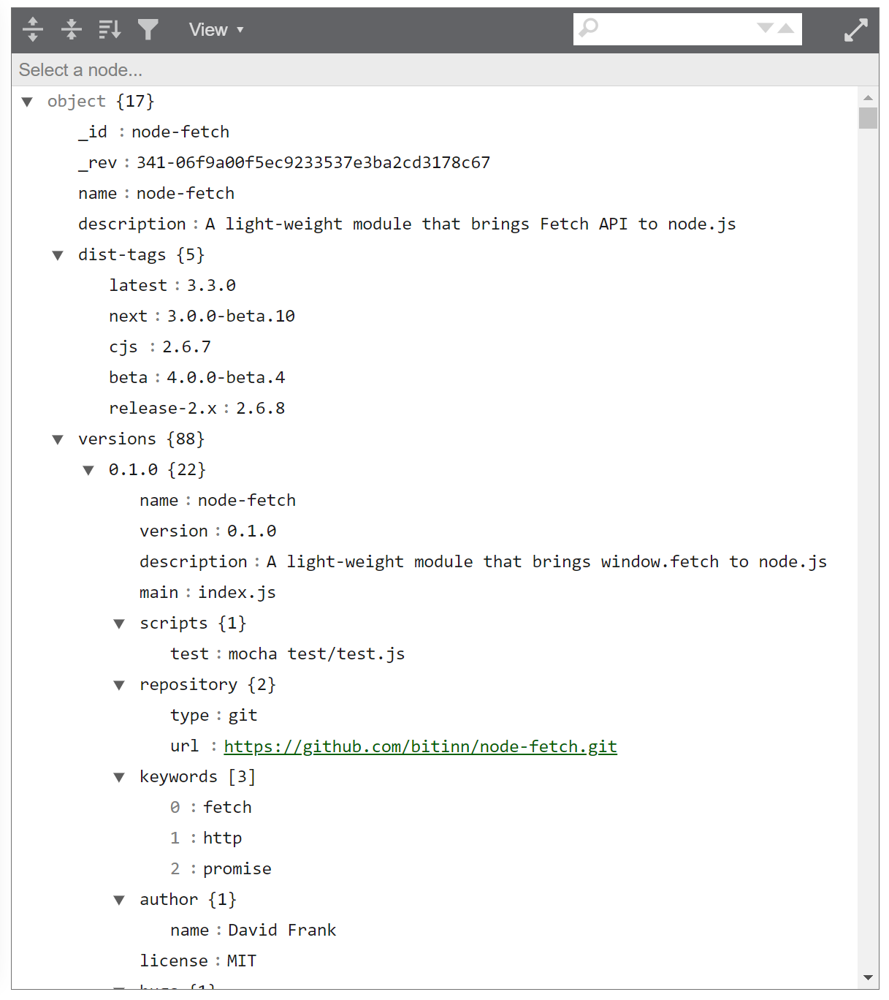 View
Select a node...
object {17}
_id : node-fetch
_rev : 341-06f9a00f5ec9233537e3ba2cd3178c67
name : node-fetch
description : A light-weight module that brings Fetch API to node.js
dist-tags {5}
latest : 3.3.0
next : 3.0.0-beta.10
cjs : 2.6.7
beta : 4.0.0-beta.4
release-2.x : 2.6.8
versions {88}
0.1.0 {22}
name : node-fetch
version : 0.1.0
description : A light-weight module that brings window.fetch to node.js
main : index.js
scripts {1}
test : mocha test/test.js
repository {2}
type : git
url : https://github.com/bitinn/node-fetch.git
keywords [3]
0 : fetch
1 : http
2 : promise
author {1}
name : David Frank
license : MIT
bugs {1}